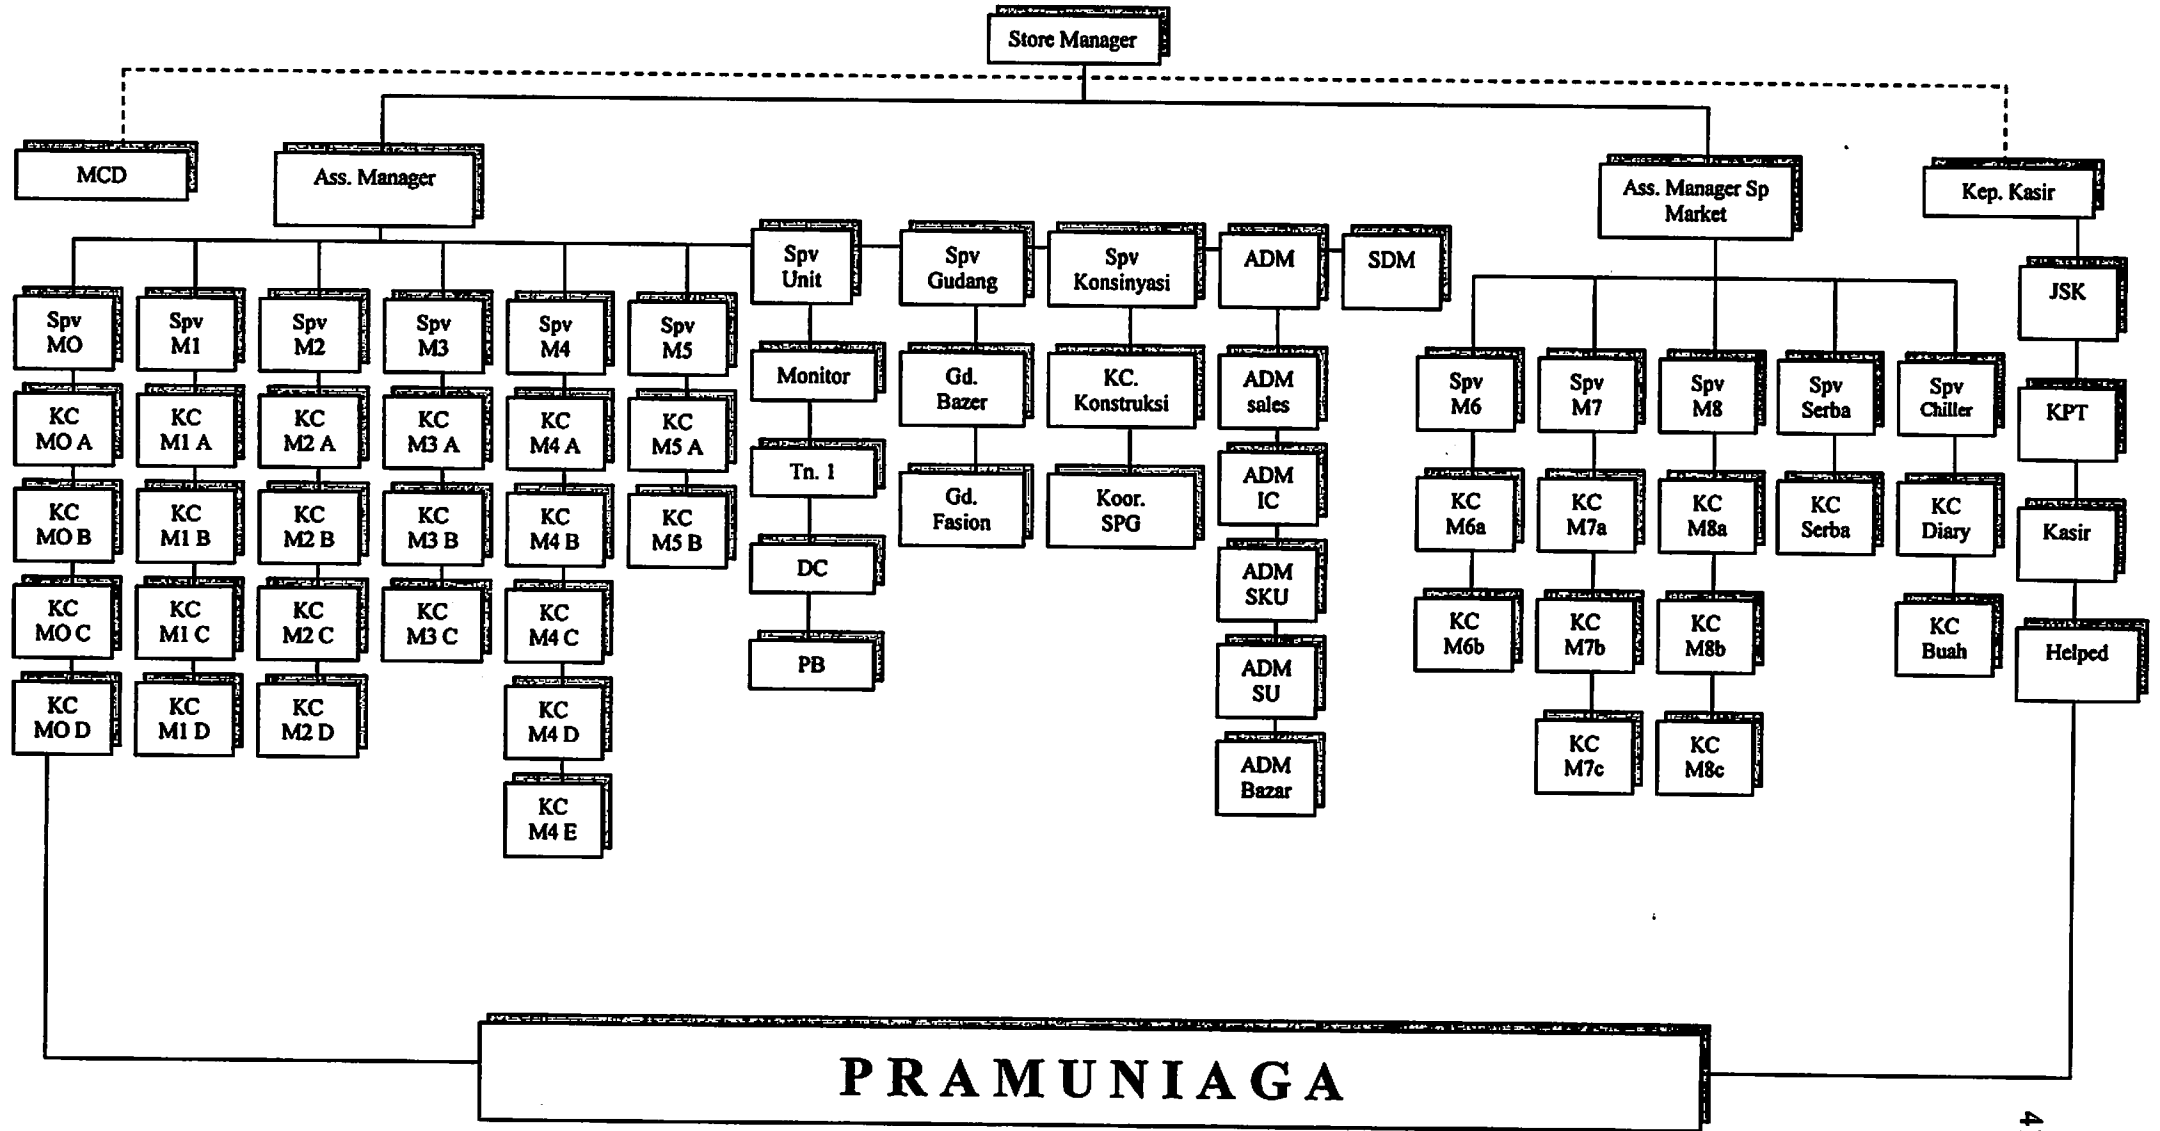 Store Manager
MCD
Ass. Manager
Ass. Manager Sp
Market
Kep. Kasir
Spv
Unit
Spv
Gudang
Spv
Konsinyasi
ADM
SDM
JSK
Spv
MO
Spv
M1
Spv
M2
Spv
M3
Spv
M4
Spv
M5
Monitor
Gd.
Bazer
KC.
Konstruksi
ADM
sales
Spv
M6
Spv
M7
Spv
M8
Spv
Serba
Spv
Chiller
KPT
KC
MO A
KC
M1 A
KC
M2 A
KC
M3 A
KC
M4 A
KC
M5 A
Tn. 1
Gd.
Fasion
Koor.
SPG
ADM
IC
KC
M6a
KC
M7a
KC
M8a
KC
Serba
KC
Diary
Kasir
KC
MO B
KC
M1 B
KC
M2 B
KC
M3 B
KC
M4 B
KC
M5 B
DC
ADM
SKU
KC
M6b
KC
M7b
KC
M8b
KC
Buah
Helped
KC
MO C
KC
M1 C
KC
M2 C
KC
M3 C
KC
M4 C
PB
ADM
SU
KC
MO D
KC
M1 D
KC
M2 D
KC
M4 D
ADM
Bazar
KC
M7c
KC
M8c
KC
M4 E
PRAMUNIAGA